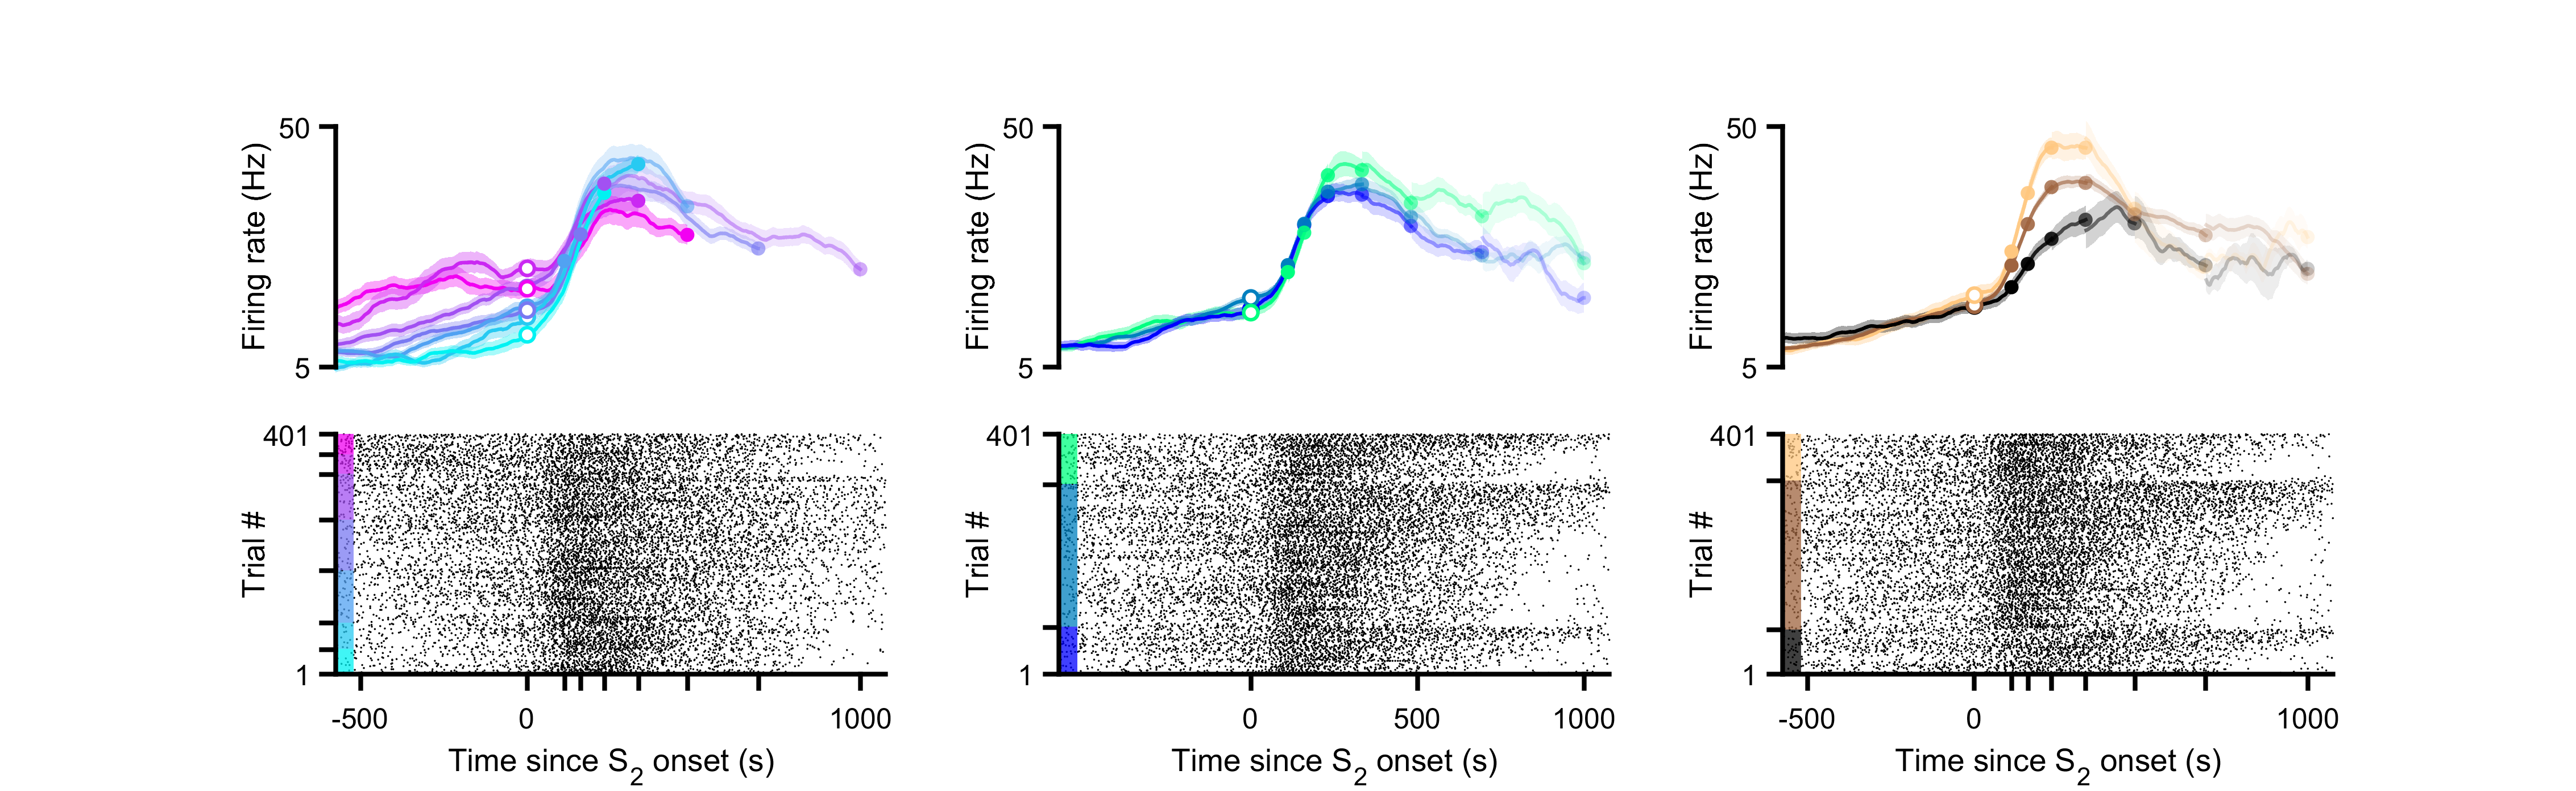 50
Firing rate (Hz)
5
50
Firing rate (Hz)
5
50
Firing rate (Hz)
5
401
Trial #
1
-500 0 1000
Time since S2 onset (s)
401
Trial #
1
0 500 1000
Time since S2 onset (s)
401
Trial #
1
-500 0 1000
Time since S2 onset (s)